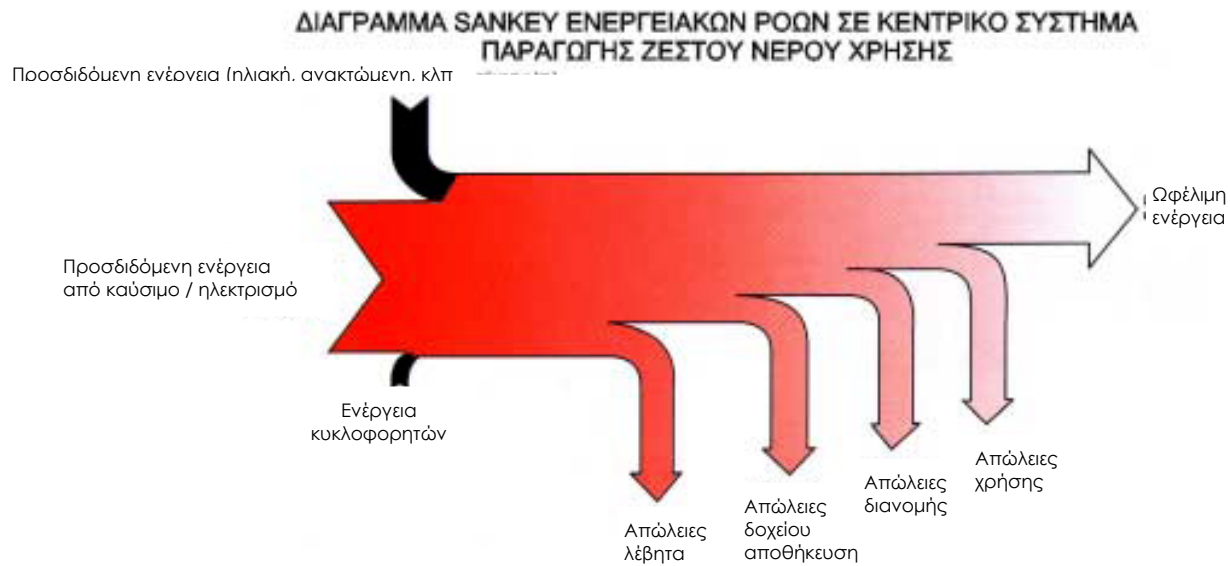 ΔΙΑΓΡΑΜΜΑ SANKEY ΕΝΕΡΓΕΙΑΚΩΝ ΡΟΩΝ ΣΕ ΚΕΝΤΡΙΚΟ ΣΥΣΤΗΜΑ
ΠΑΡΑΓΩΓΗΣ ΖΕΣΤΟΥ ΝΕΡΟΥ ΧΡΗΣΗΣ
Προσδιδόμενη ενέργεια (ηλιακή, ανακτώμενη, κλπ
Ωφέλιμη
ενέργεια
Προσδιδόμενη ενέργεια
από καύσιμο / ηλεκτρισμό
Ενέργεια
κυκλοφορητών
Απώλειες
λέβητα
Απώλειες
δοχείου
αποθήκευση
Απώλειες
διανομής
Απώλειες
χρήσης